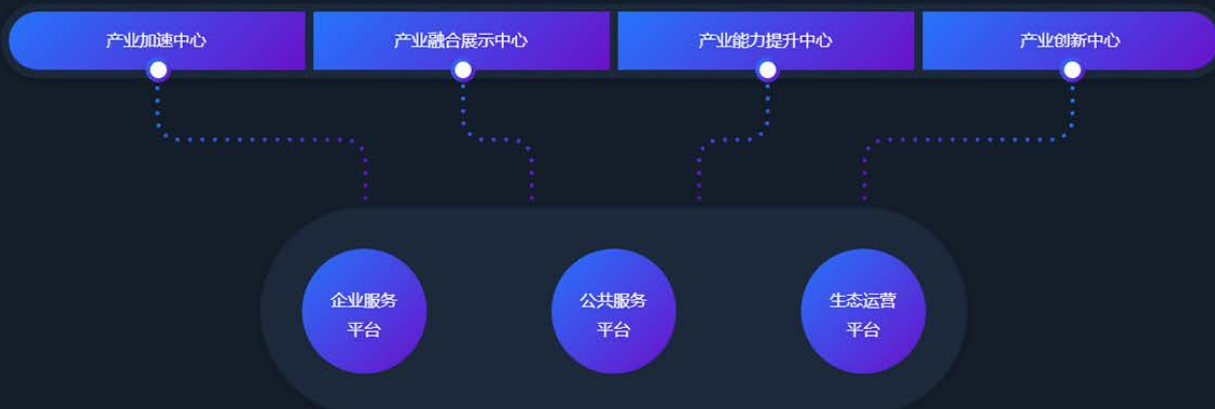 产业加速中心
产业融合展示中心
产业能力提升中心
产业创新中心
企业服务
平台
公共服务
平台
生态运营
平台